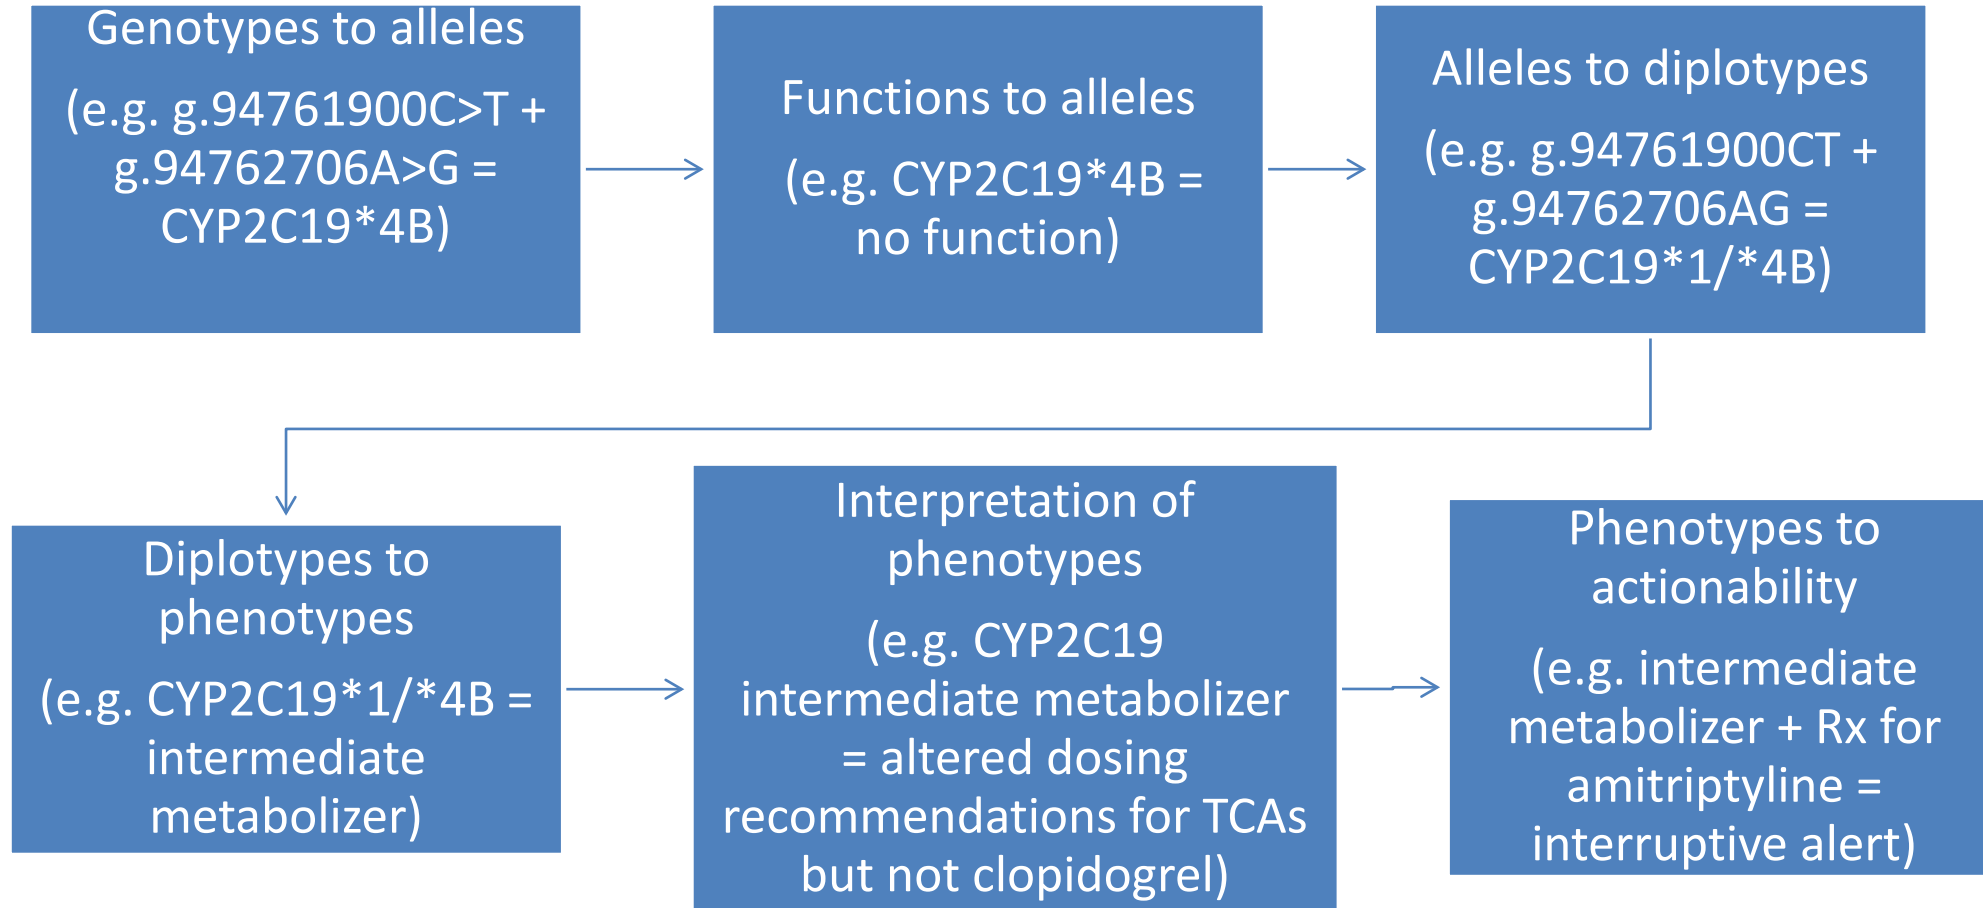 Genotypes to alleles
(e.g. g.94761900C>T +
g.94762706A>G =
CYP2C19*4B)
Functions to alleles
(e.g. CYP2C19*4B =
no function)
Alleles to diplotypes
(e.g. g.94761900CT +
g.94762706AG =
CYP2C19*1/*4B)
Diplotypes to
phenotypes
(e.g. CYP2C19*1/*4B =
intermediate
metabolizer)
Interpretation of
phenotypes
(e.g. CYP2C19
intermediate metabolizer
= altered dosing
recommendations for TCAs
but not clopidogrel)
Phenotypes to
actionability
(e.g. intermediate
metabolizer + Rx for
amitriptyline =
interruptive alert)